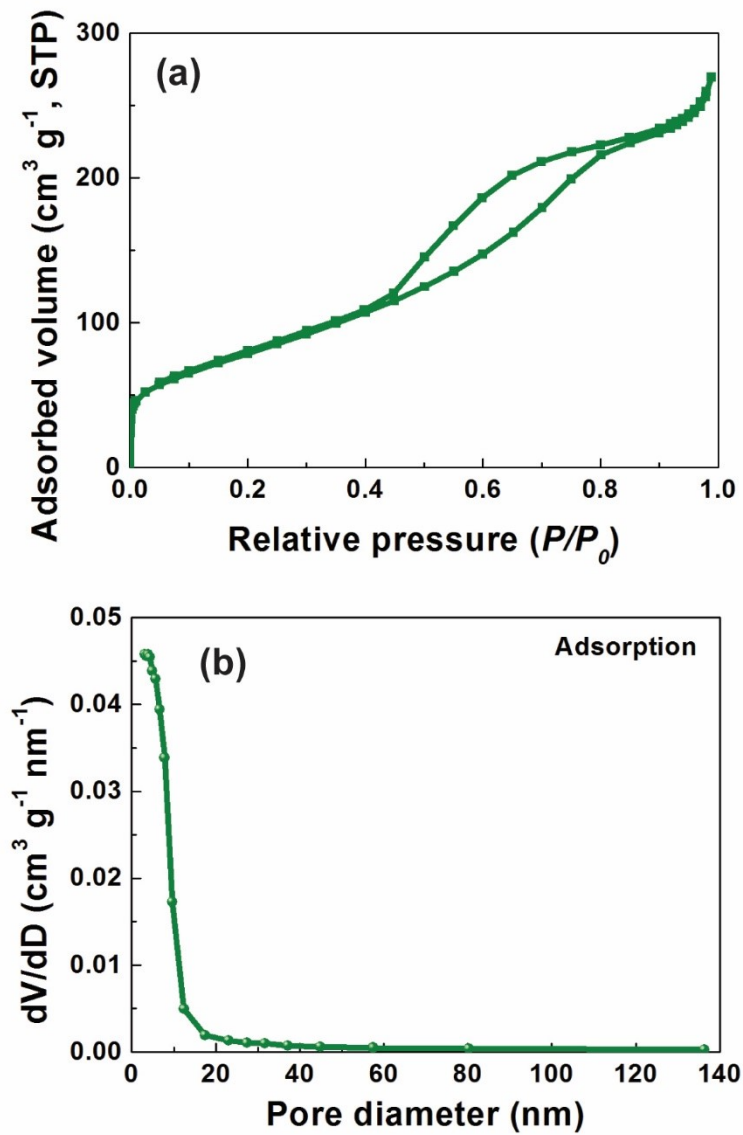 (a)
Adsorbed volume (cm³ g⁻¹, STP)
300
200
100
0
0.0 0.2 0.4 0.6 0.8 1.0
Relative pressure (P/P₀)
(b)
Adsorption
dV/dD (cm³ g⁻¹ nm⁻¹)
0.05
0.04
0.03
0.02
0.01
0.00
0 20 40 60 80 100 120 140
Pore diameter (nm)